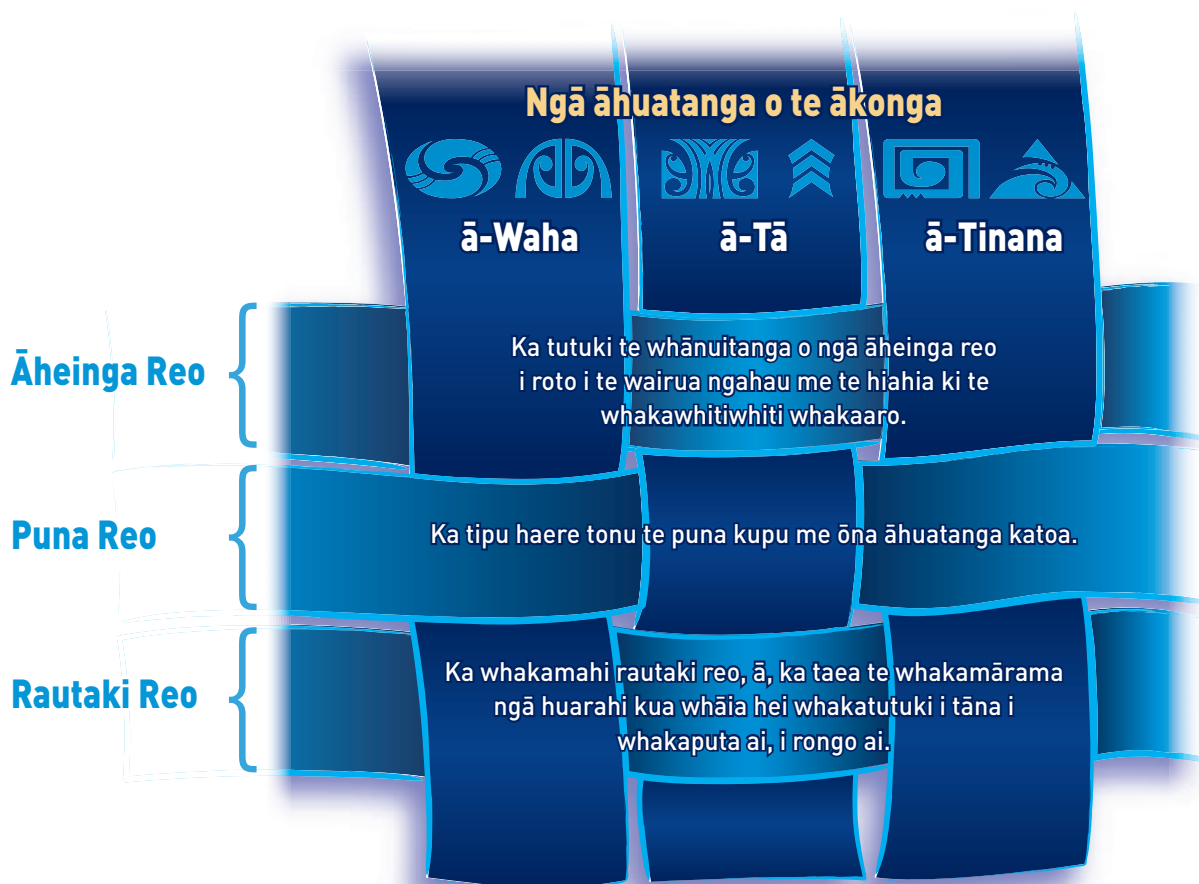 Ngā āhuatanga o te ākonga
ā-Waha
ā-Tā
ā-Tinana
Āheinga Reo
Ka tutuki te whānuitanga o ngā āheinga reo
i roto i te wairua ngahau me te hiahia ki te
whakawhitiwhiti whakaaro.
Puna Reo
Ka tipu haere tonu te puna kupu me ōna āhuatanga katoa.
Rautaki Reo
Ka whakamahi rautaki reo, ā, ka taea te whakamārama
ngā huarahi kua whāia hei whakatutuki i tāna i
whakaputa ai, i rongo ai.